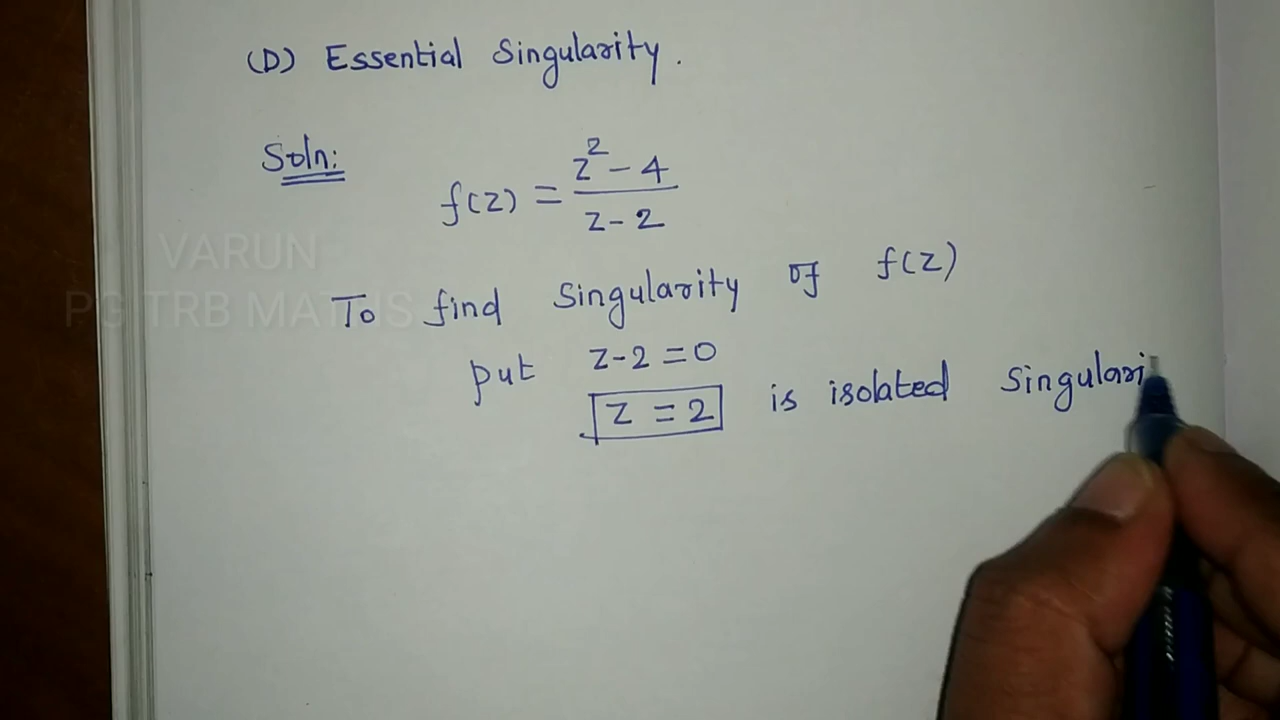 (D) Essential Singularity.
Soln:
f(z) = z² - 4 / z - 2
VARUN
PG TRB MATHS
To find singularity of f(z)
put z - 2 = 0
z = 2 is isolated singulari